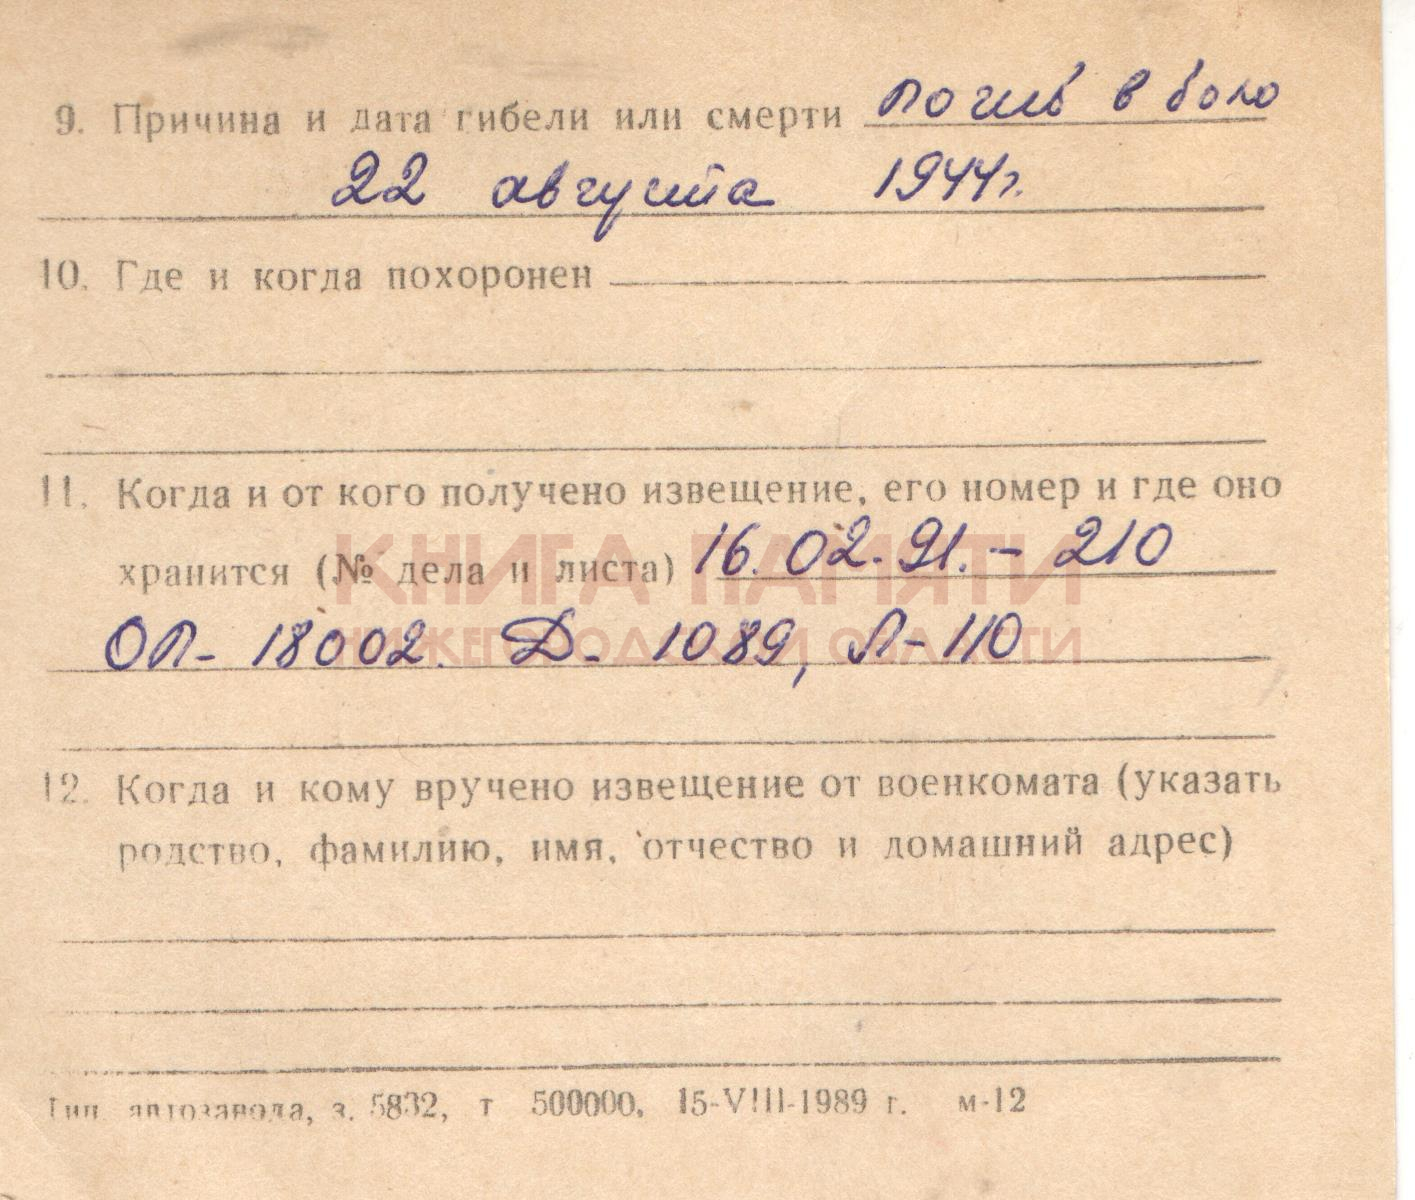 9. Причина и дата гибели или смерти погиб в бою
22 августа 1944г.
10. Где и когда похоронен
11. Когда и от кого получено извещение, его номер и где оно
хранится (№ дела и листа) 16.02.91. – 210
КНИГА ПАМЯТИ
ОП- 18002. Д- 1089, Л-110
НИЖЕГОРОДСКОЙ ОБЛАСТИ
12. Когда и кому вручено извещение от военкомата (указать
родство, фамилию, имя, отчество и домашний адрес)
Тип. автозавода, з. 5832, т 500000, 15-VIII-1989 г. м-12